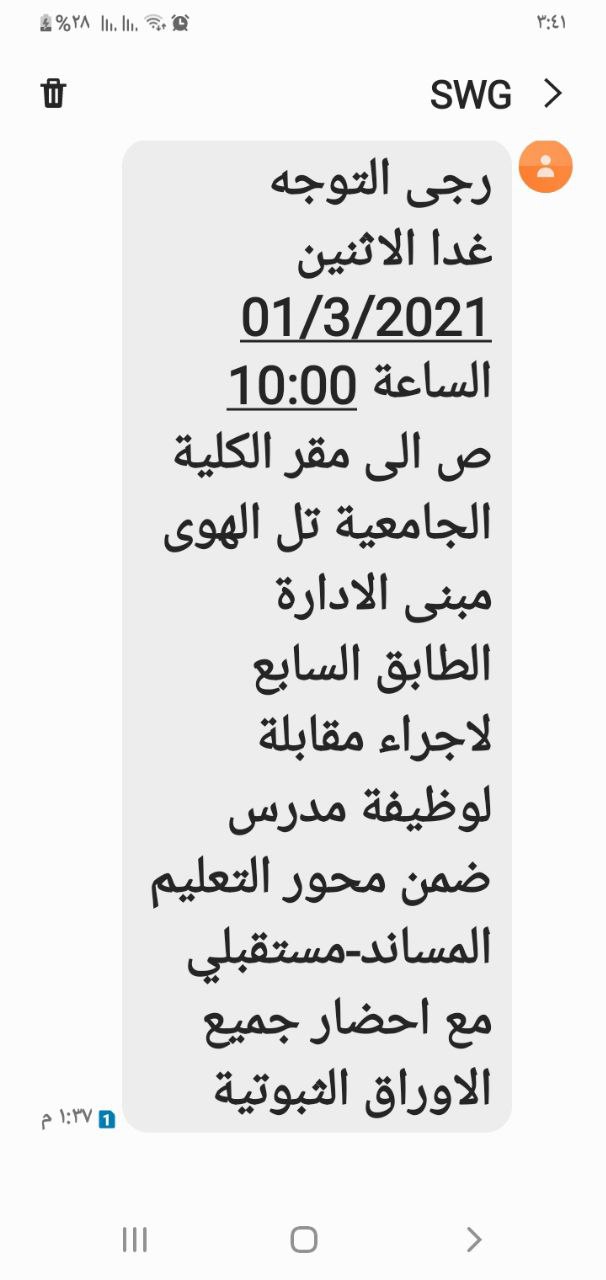 ٣:٤١
%٢٨
SWG
رجى التوجه
غدا الاثنين
01/3/2021
الساعة 10:00
ص الى مقر الكلية
الجامعية تل الهوى
مبنى الادارة
الطابق السابع
لاجراء مقابلة
لوظيفة مدرس
ضمن محور التعليم
المساند-مستقبلي
مع احضار جميع
الاوراق الثبوتية
1 ١:٣٧ م